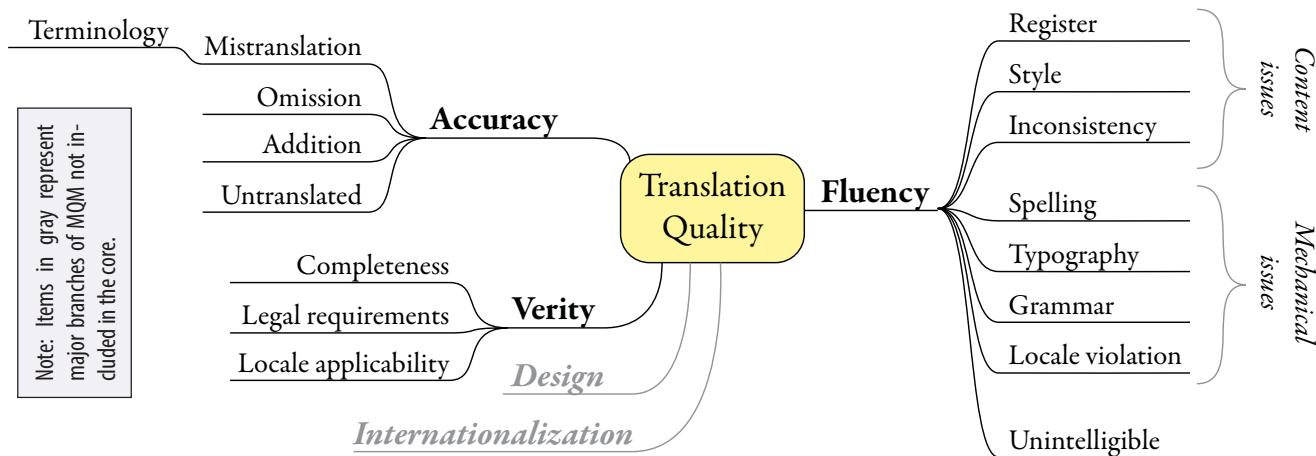 Terminology
Mistranslation
Omission
Addition
Untranslated
Accuracy
Note: Items in gray represent
major branches of MQM not in-
cluded in the core.
Completeness
Legal requirements
Locale applicability
Verity
Design
Internationalization
Translation
Quality
Fluency
Register
Style
Inconsistency
Content
issues
Spelling
Typography
Grammar
Locale violation
Mechanical
issues
Unintelligible